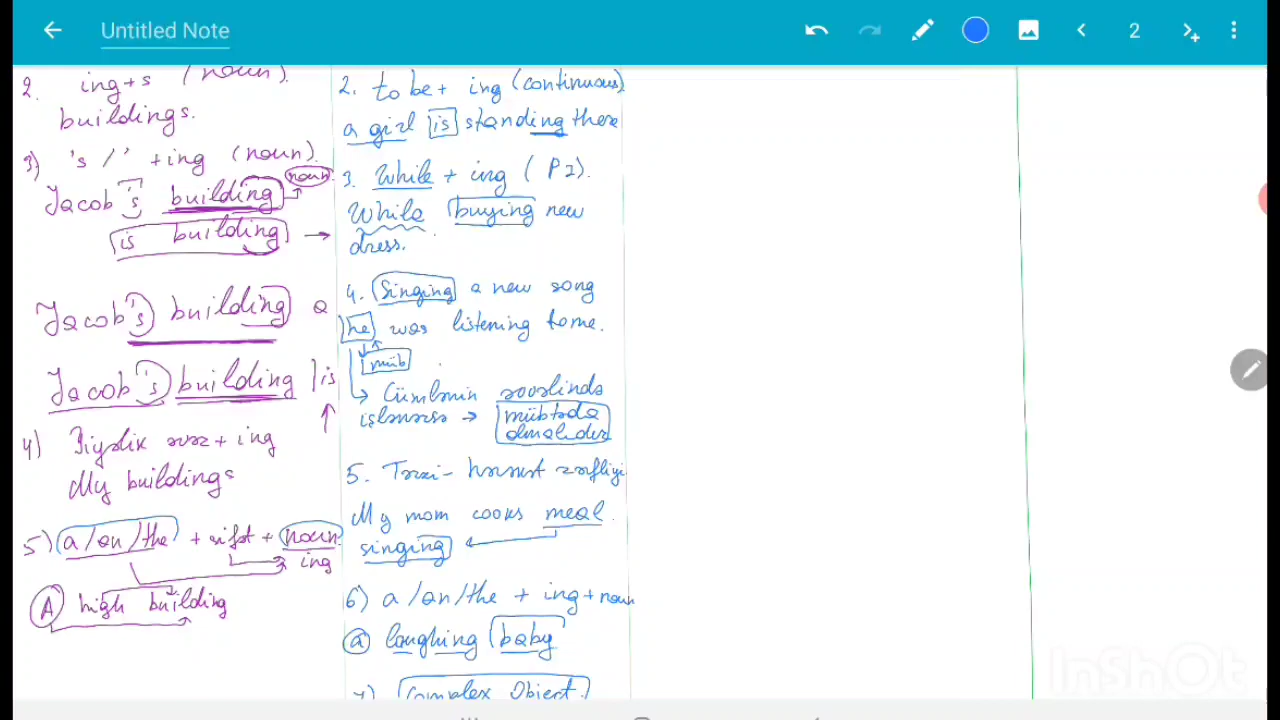 Untitled Note
2
2. ing+s (noun).
buildings.
3) 's /' +ing (noun).
noun
Jacob's building
is building →
Jacob's building a
Jacob's building is
4) Yiyəlik əvəz + ing
My buildings
5) a/an/the + sifət + noun
ing
A high building
2. to be + ing (continuous)
a girl is standing there
3. While + ing (P I).
While buying new
dress.
4. Singing a new song
he was listening to me.
müb
→ Cümlənin əvvəlində
işlənərsə → mübtəda
olmalıdır
5. Tərzi-hərəkət zərfliyi
My mom cooks meal
singing
6) a/an/the + ing + noun
a laughing baby
7) Complex Object.
InShOt